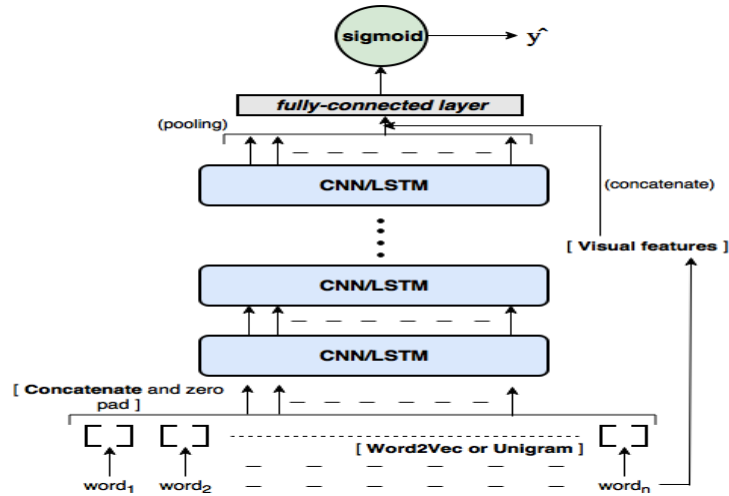 sigmoid
ŷ
fully-connected layer
(pooling)
CNN/LSTM
(concatenate)
[ Visual features ]
CNN/LSTM
CNN/LSTM
[ Concatenate and zero
pad ]
[ Word2Vec or Unigram ]
word1 word2 wordn